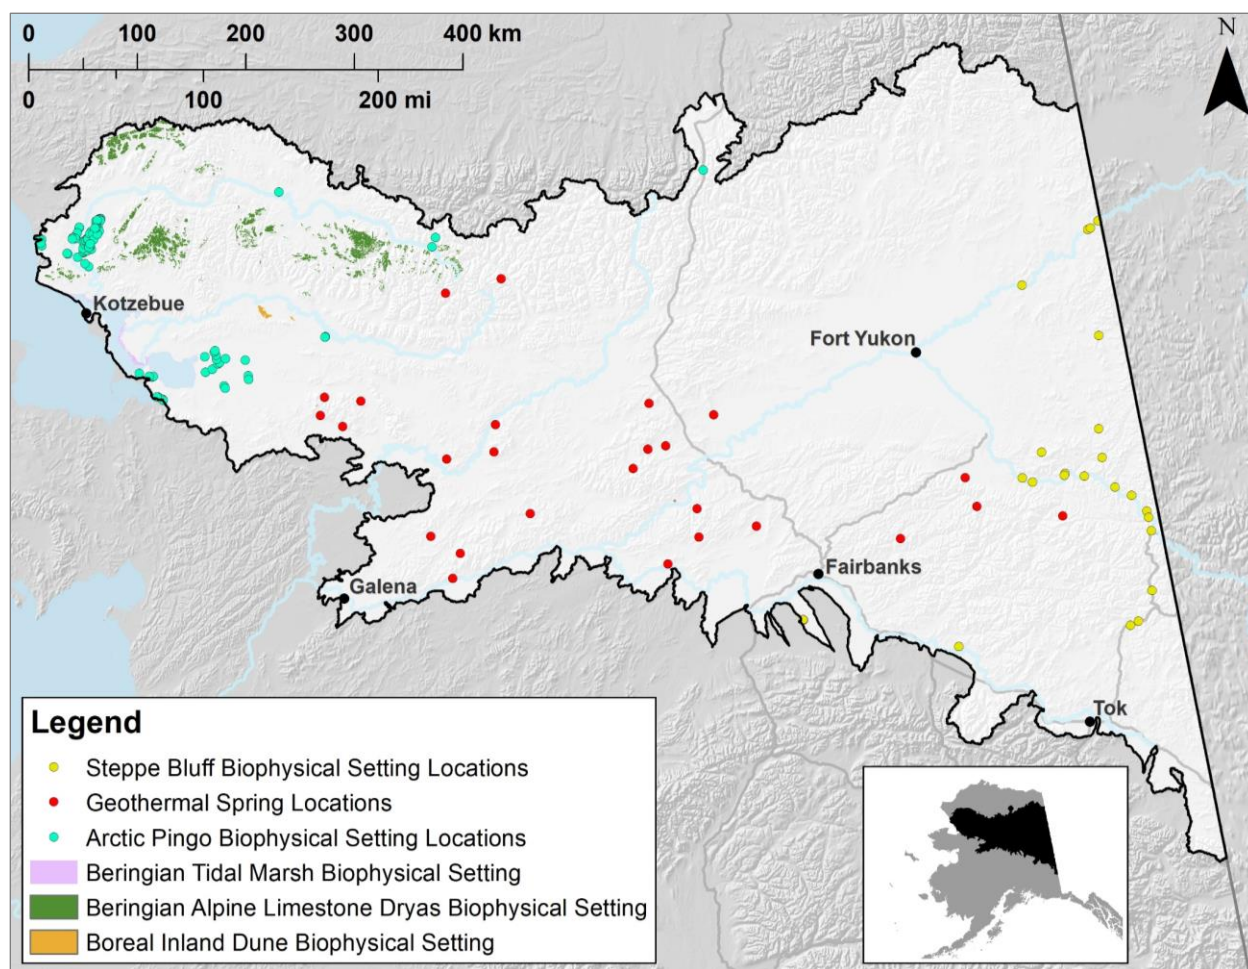 0 100 200 300 400 km
0 100 200 mi
N
Kotzebue
Fort Yukon
Fairbanks
Galena
Tok
Legend
Steppe Bluff Biophysical Setting Locations
Geothermal Spring Locations
Arctic Pingo Biophysical Setting Locations
Beringian Tidal Marsh Biophysical Setting
Beringian Alpine Limestone Dryas Biophysical Setting
Boreal Inland Dune Biophysical Setting